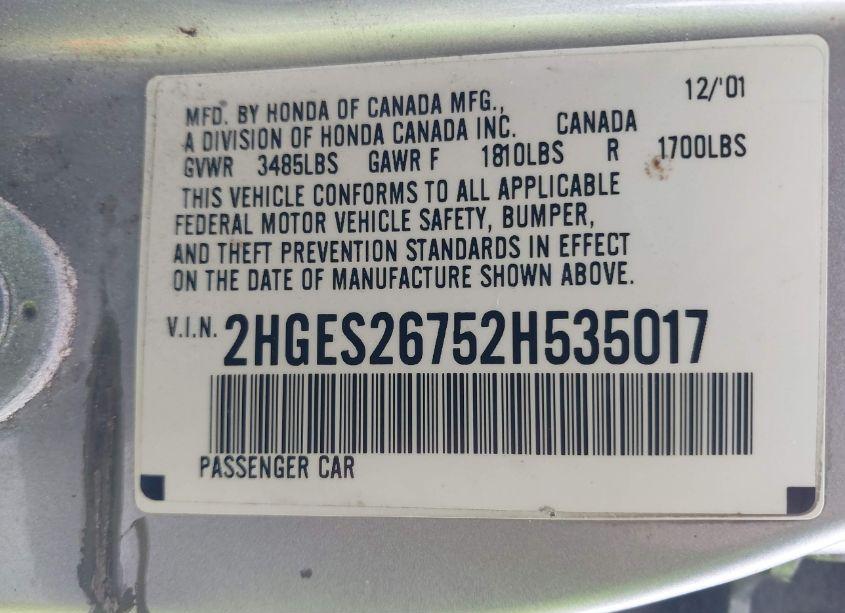 12/'01
MFD. BY HONDA OF CANADA MFG.,
A DIVISION OF HONDA CANADA INC. CANADA
GVWR 3485LBS GAWR F 1810LBS R 1700LBS
THIS VEHICLE CONFORMS TO ALL APPLICABLE
FEDERAL MOTOR VEHICLE SAFETY, BUMPER,
AND THEFT PREVENTION STANDARDS IN EFFECT
ON THE DATE OF MANUFACTURE SHOWN ABOVE.
V.I.N. 2HGES26752H535017
PASSENGER CAR